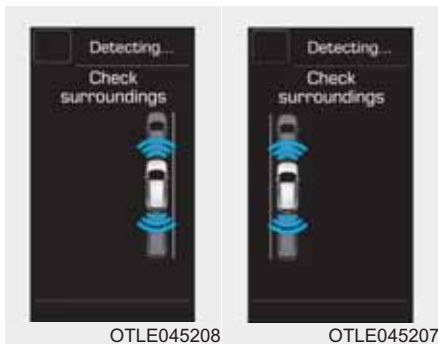 Detecting...
Check
surroundings
OTLE045208
Detecting...
Check
surroundings
OTLE045207